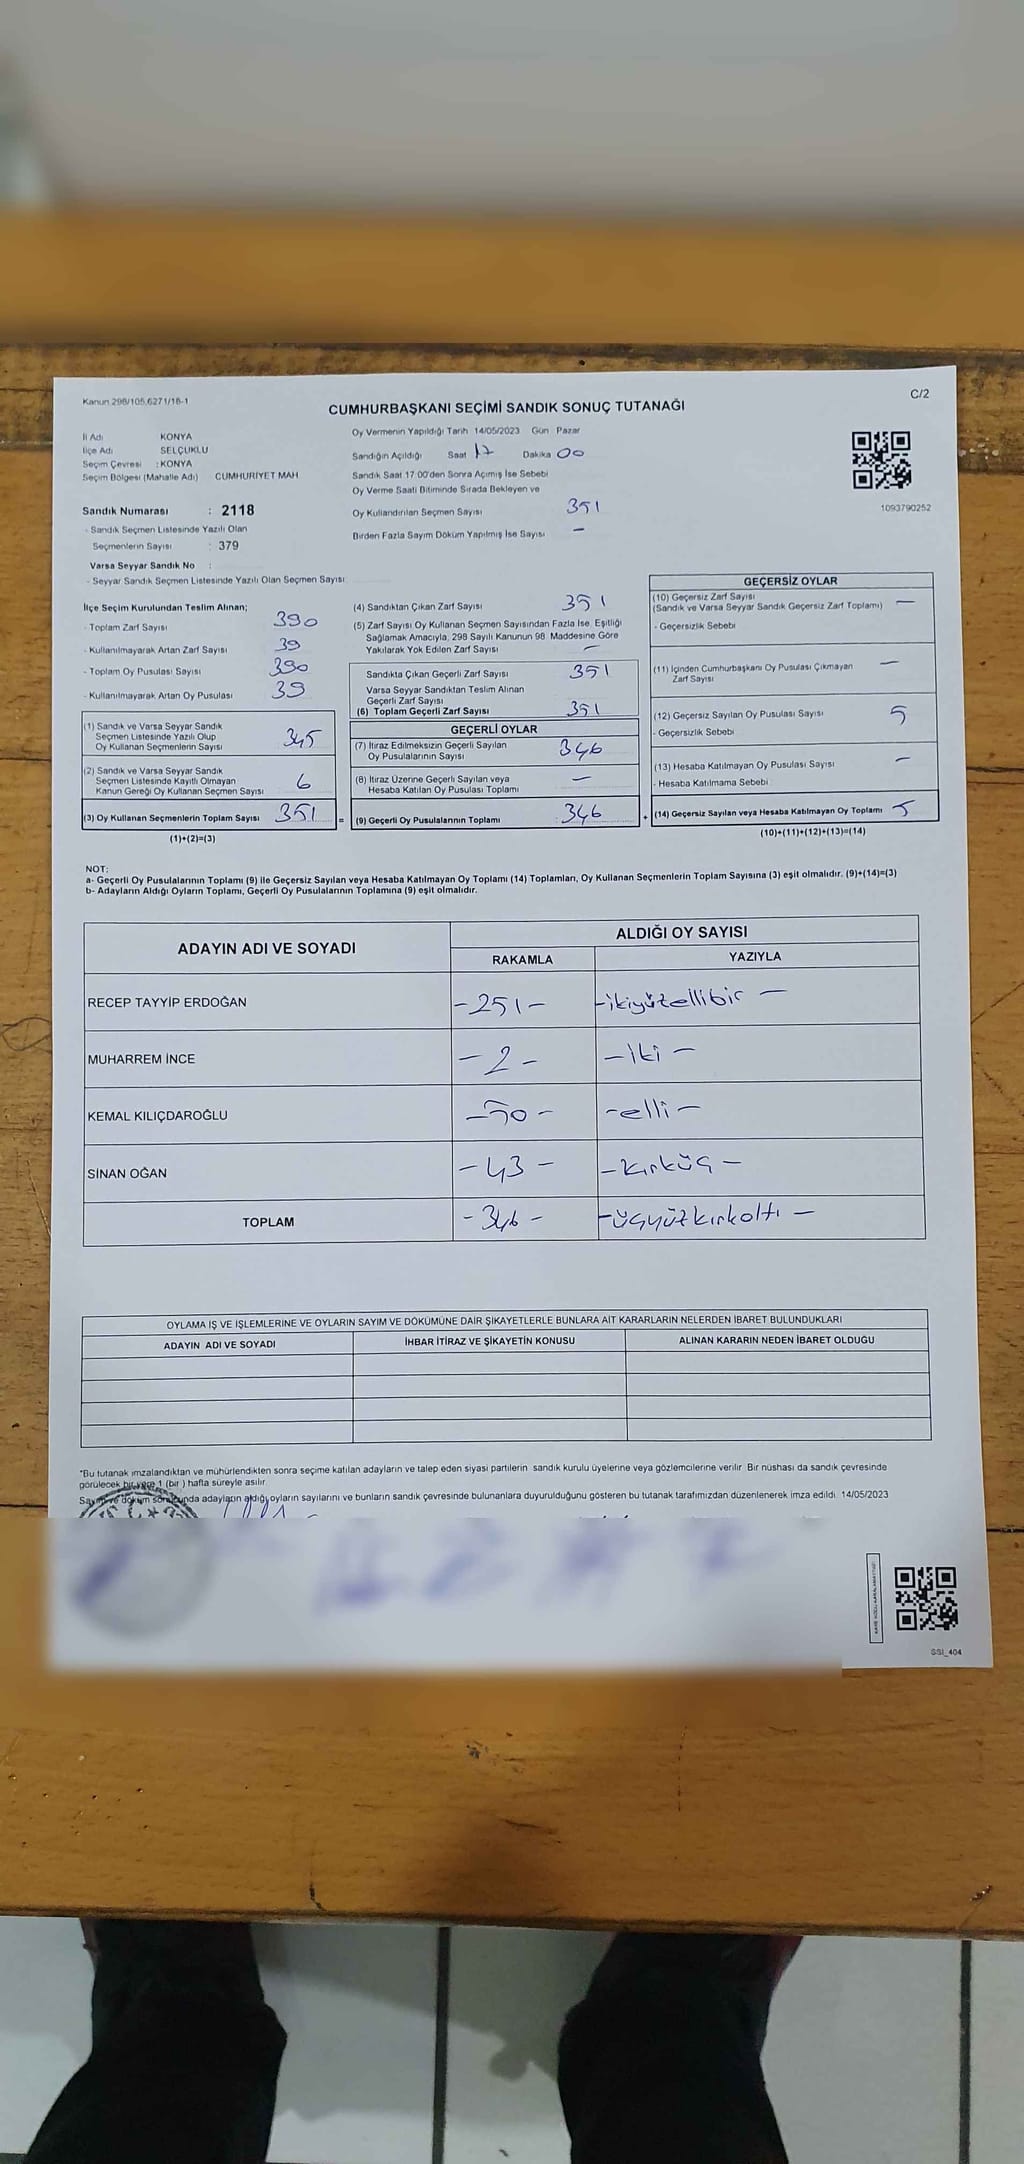 Kanun 298/105,6271/18-1
C/2
CUMHURBAŞKANI SEÇİMİ SANDIK SONUÇ TUTANAĞI
İl Adı KONYA
İlçe Adı SELÇUKLU
Seçim Çevresi : KONYA
Seçim Bölgesi (Mahalle Adı) CUMHURİYET MAH
Sandık Numarası : 2118
- Sandık Seçmen Listesinde Yazılı Olan
Seçmenlerin Sayısı : 379
Varsa Seyyar Sandık No :
- Seyyar Sandık Seçmen Listesinde Yazılı Olan Seçmen Sayısı
Oy Vermenin Yapıldığı Tarih 14/05/2023 Gün Pazar
Sandığın Açıldığı Saat 17 Dakika 00
Sandık Saat 17:00'den Sonra Açımış İse Sebebi
Oy Verme Saati Bitiminde Sırada Bekleyen ve
Oy Kullandırılan Seçmen Sayısı 351
Birden Fazla Sayım Döküm Yapılmış İse Sayısı –
1093790252
İlçe Seçim Kurulundan Teslim Alınan;
- Toplam Zarf Sayısı 390
- Kullanılmayarak Artan Zarf Sayısı 39
- Toplam Oy Pusulası Sayısı 390
- Kullanılmayarak Artan Oy Pusulası 39
(1) Sandık ve Varsa Seyyar Sandık
Seçmen Listesinde Yazılı Olup
Oy Kullanan Seçmenlerin Sayısı 345
(2) Sandık ve Varsa Seyyar Sandık
Seçmen Listesinde Kayıtlı Olmayan
Kanun Gereği Oy Kullanan Seçmen Sayısı 6
(3) Oy Kullanan Seçmenlerin Toplam Sayısı 351 =
(1)+(2)=(3)
(4) Sandıktan Çıkan Zarf Sayısı 351
(5) Zarf Sayısı Oy Kullanan Seçmen Sayısından Fazla İse, Eşitliği
Sağlamak Amacıyla, 298 Sayılı Kanunun 98. Maddesine Göre
Yakılarak Yok Edilen Zarf Sayısı –
Sandıkta Çıkan Geçerli Zarf Sayısı 351
Varsa Seyyar Sandıktan Teslim Alınan
Geçerli Zarf Sayısı
(6) Toplam Geçerli Zarf Sayısı 351
GEÇERLİ OYLAR
(7) İtiraz Edilmeksizin Geçerli Sayılan
Oy Pusulalarının Sayısı 346
(8) İtiraz Üzerine Geçerli Sayılan veya
Hesaba Katılan Oy Pusulası Toplamı –
(9) Geçerli Oy Pusulalarının Toplamı : 346 +
GEÇERSİZ OYLAR
(10) Geçersiz Zarf Sayısı
(Sandık ve Varsa Seyyar Sandık Geçersiz Zarf Toplamı) –
- Geçersizlik Sebebi
(11) İçinden Cumhurbaşkanı Oy Pusulası Çıkmayan
Zarf Sayısı –
(12) Geçersiz Sayılan Oy Pusulası Sayısı 5
- Geçersizlik Sebebi
(13) Hesaba Katılmayan Oy Pusulası Sayısı –
- Hesaba Katılmama Sebebi
(14) Geçersiz Sayılan veya Hesaba Katılmayan Oy Toplamı 5
(10)+(11)+(12)+(13)=(14)
NOT:
a- Geçerli Oy Pusulalarının Toplamı (9) ile Geçersiz Sayılan veya Hesaba Katılmayan Oy Toplamı (14) Toplamları, Oy Kullanan Seçmenlerin Toplam Sayısına (3) eşit olmalıdır. (9)+(14)=(3)
b- Adayların Aldığı Oyların Toplamı, Geçerli Oy Pusulalarının Toplamına (9) eşit olmalıdır.
ADAYIN ADI VE SOYADI
ALDIĞI OY SAYISI
RAKAMLA YAZIYLA
RECEP TAYYİP ERDOĞAN -251- -ikiyüzellibir-
MUHARREM İNCE -2- -iki-
KEMAL KILIÇDAROĞLU -50- -elli-
SİNAN OĞAN -43- -kırküç-
TOPLAM -346- -üçyüzkırkaltı-
OYLAMA İŞ VE İŞLEMLERİNE VE OYLARIN SAYIM VE DÖKÜMÜNE DAİR ŞİKAYETLERLE BUNLARA AİT KARARLARIN NELERDEN İBARET BULUNDUKLARI
ADAYIN ADI VE SOYADI İHBAR İTİRAZ VE ŞİKAYETİN KONUSU ALINAN KARARIN NEDEN İBARET OLDUĞU
*Bu tutanak imzalandıktan ve mühürlendikten sonra seçime katılan adayların ve talep eden siyasi partilerin sandık kurulu üyelerine veya gözlemcilerine verilir. Bir nüshası da sandık çevresinde
görülecek bir yere 1 (bir) hafta süreyle asılır.
Sayım ve döküm sonucunda adayların aldığı oyların sayılarını ve bunların sandık çevresinde bulunanlara duyurulduğunu gösteren bu tutanak tarafımızdan düzenlenerek imza edildi. 14/05/2023
SSI_404